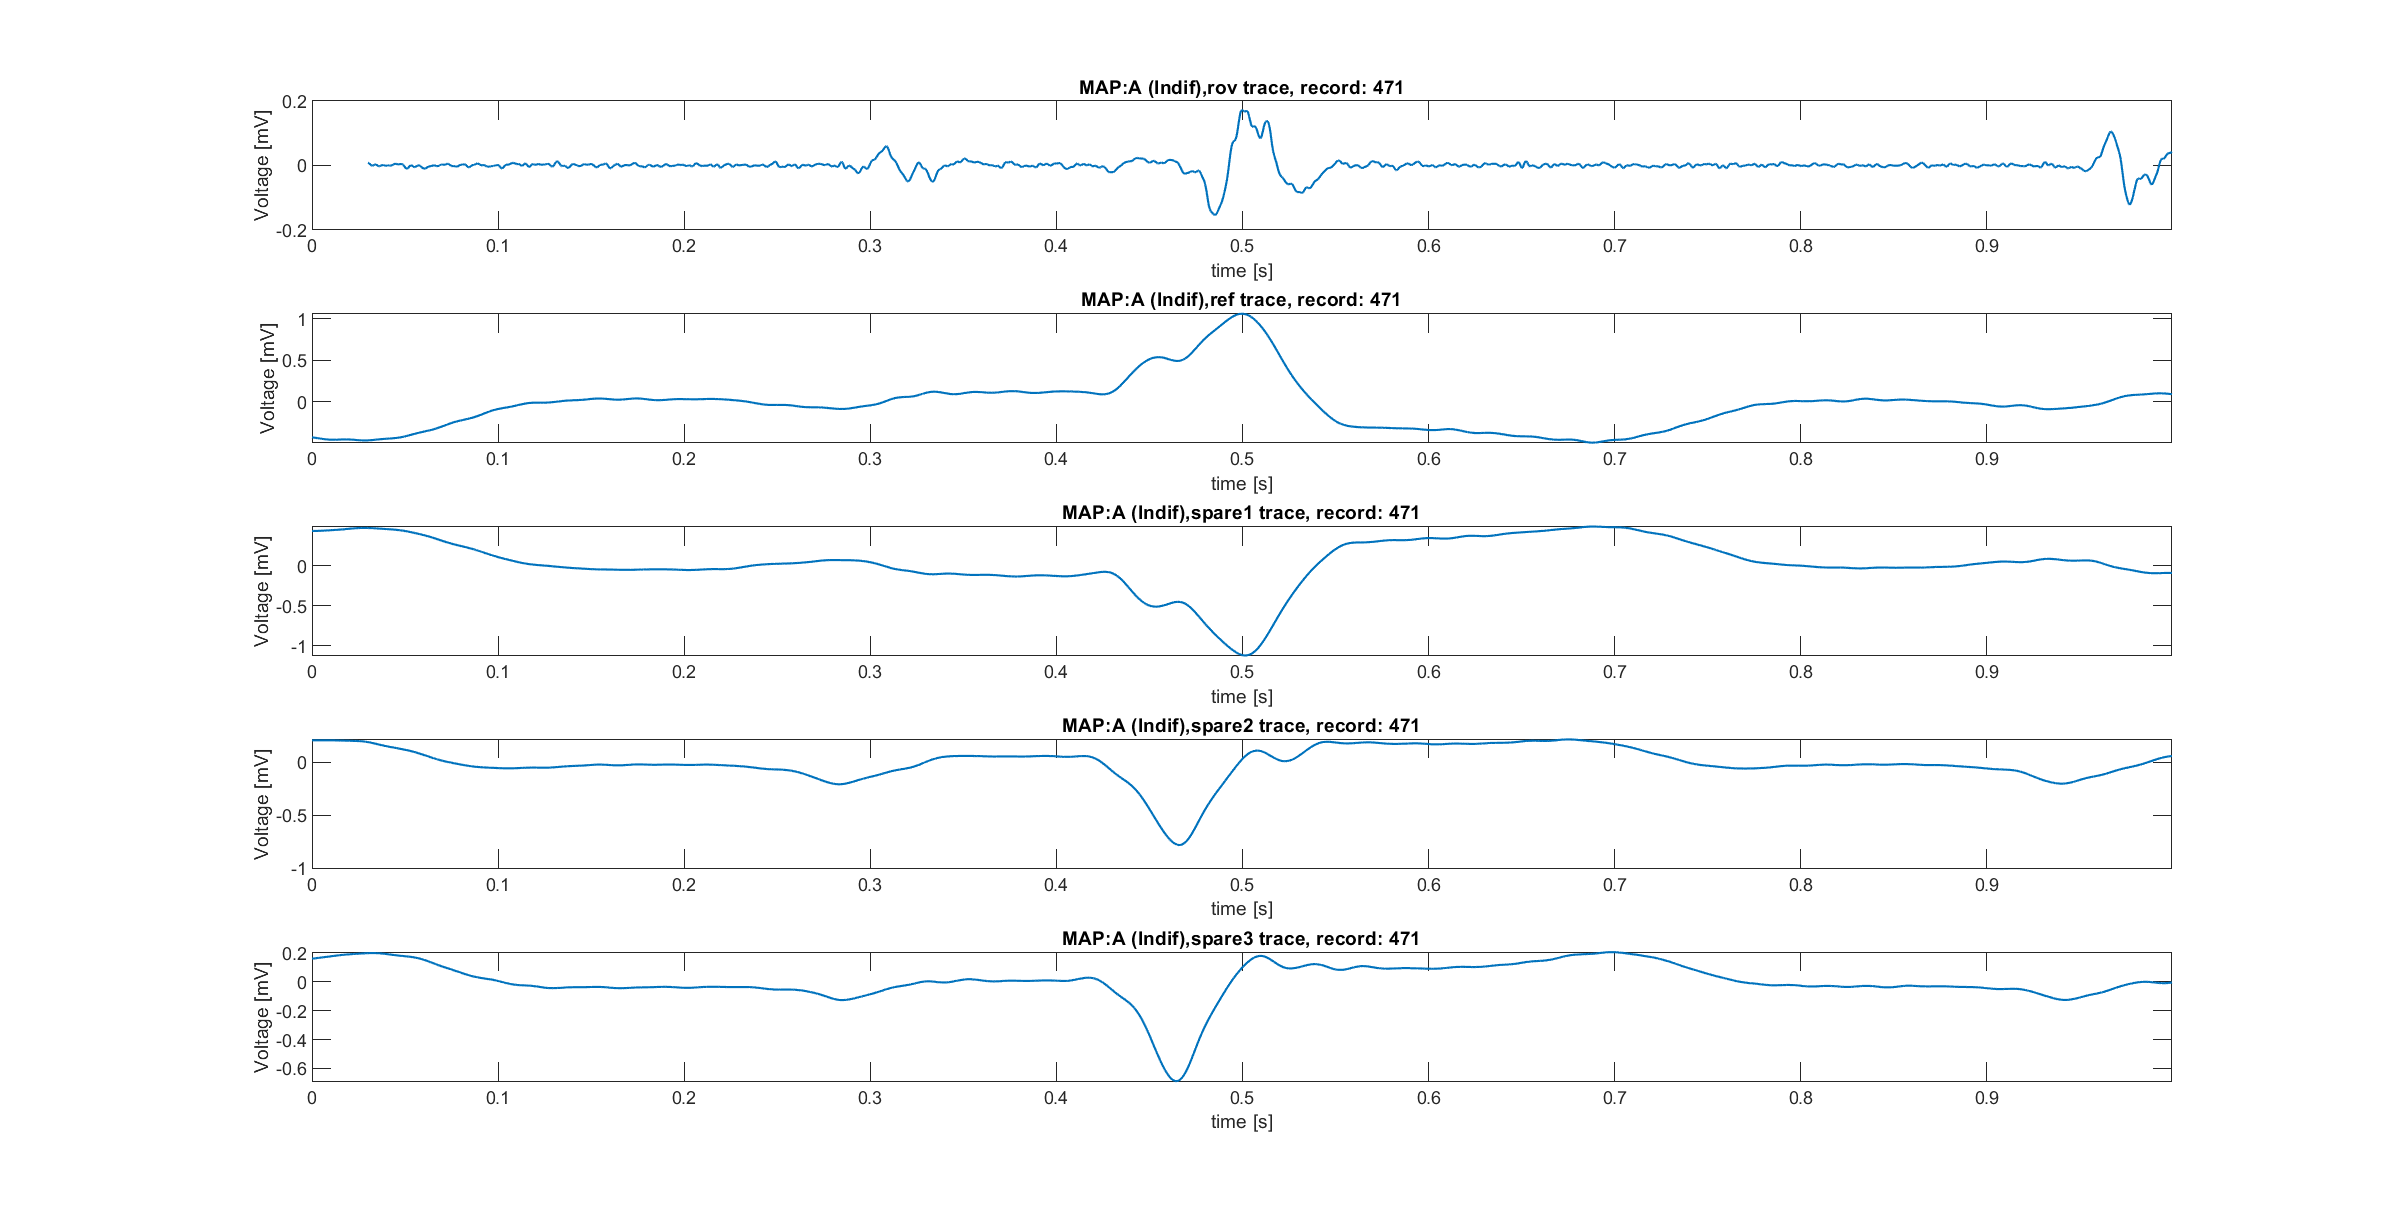 MAP:A (Indif),rov trace, record: 471
Voltage [mV]
0.2
0
-0.2
0 0.1 0.2 0.3 0.4 0.5 0.6 0.7 0.8 0.9
time [s]
MAP:A (Indif),ref trace, record: 471
Voltage [mV]
1
0.5
0
0 0.1 0.2 0.3 0.4 0.5 0.6 0.7 0.8 0.9
time [s]
MAP:A (Indif),spare1 trace, record: 471
Voltage [mV]
0
-0.5
-1
0 0.1 0.2 0.3 0.4 0.5 0.6 0.7 0.8 0.9
time [s]
MAP:A (Indif),spare2 trace, record: 471
Voltage [mV]
0
-0.5
-1
0 0.1 0.2 0.3 0.4 0.5 0.6 0.7 0.8 0.9
time [s]
MAP:A (Indif),spare3 trace, record: 471
Voltage [mV]
0.2
0
-0.2
-0.4
-0.6
0 0.1 0.2 0.3 0.4 0.5 0.6 0.7 0.8 0.9
time [s]